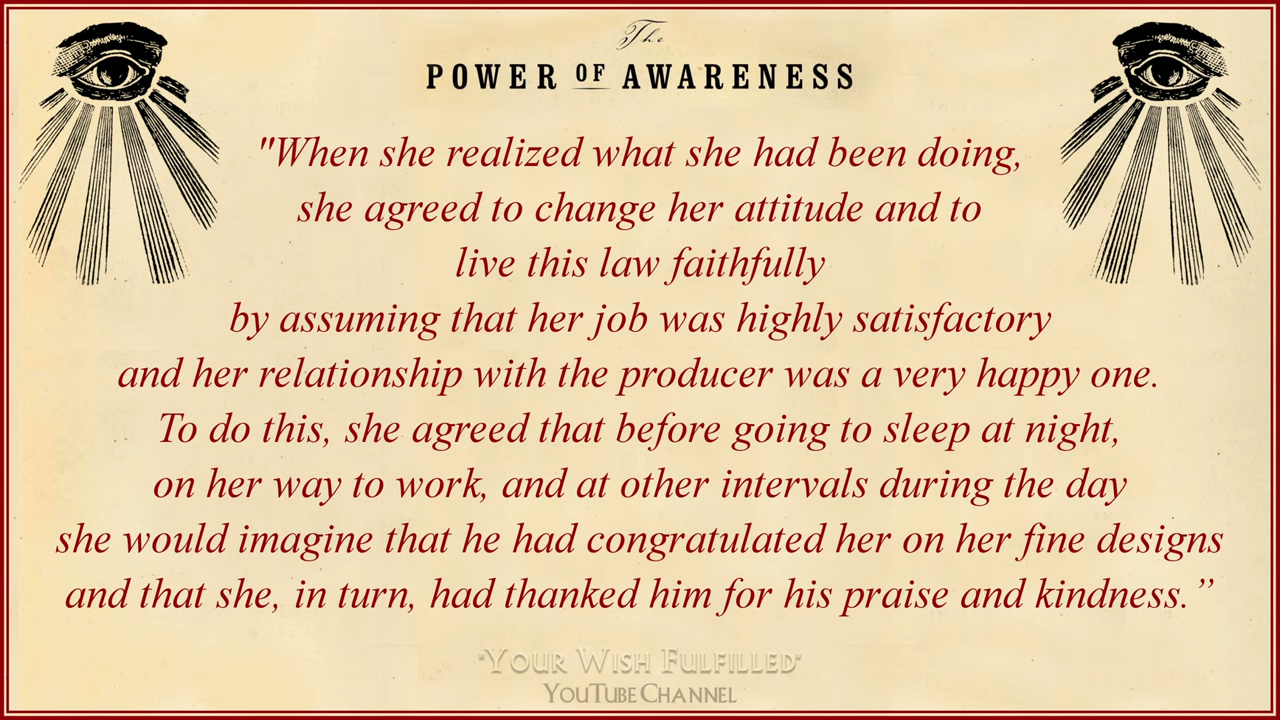 The
POWER OF AWARENESS
"When she realized what she had been doing,
she agreed to change her attitude and to
live this law faithfully
by assuming that her job was highly satisfactory
and her relationship with the producer was a very happy one.
To do this, she agreed that before going to sleep at night,
on her way to work, and at other intervals during the day
she would imagine that he had congratulated her on her fine designs
and that she, in turn, had thanked him for his praise and kindness.”
"YOUR WISH FULFILLED"
YOUTUBE CHANNEL